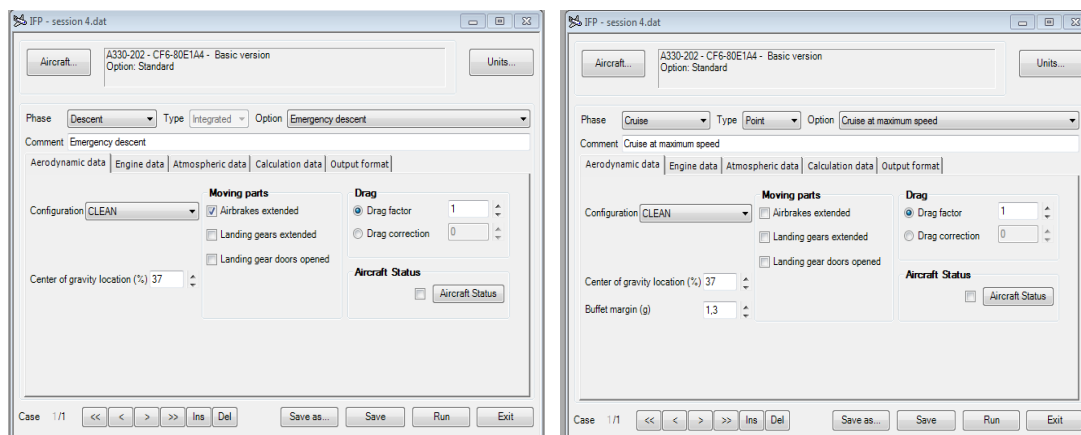 IFP - session 4.dat
Aircraft...
A330-202 - CF6-80E1A4 - Basic version
Option: Standard
Units...
Phase Descent Type Integrated Option Emergency descent
Comment Emergency descent
Aerodynamic data Engine data Atmospheric data Calculation data Output format
Moving parts Drag
Configuration CLEAN Airbrakes extended Drag factor 1
Landing gears extended Drag correction 0
Landing gear doors opened
Aircraft Status
Center of gravity location (%) 37 Aircraft Status
Case 1/1 << < > >> Ins Del Save as... Save Run Exit
IFP - session 4.dat
Aircraft...
A330-202 - CF6-80E1A4 - Basic version
Option: Standard
Units...
Phase Cruise Type Point Option Cruise at maximum speed
Comment Cruise at maximum speed
Aerodynamic data Engine data Atmospheric data Calculation data Output format
Moving parts Drag
Configuration CLEAN Airbrakes extended Drag factor 1
Landing gears extended Drag correction 0
Landing gear doors opened
Aircraft Status
Center of gravity location (%) 37
Aircraft Status
Buffet margin (g) 1,3
Case 1/1 << < > >> Ins Del Save as... Save Run Exit